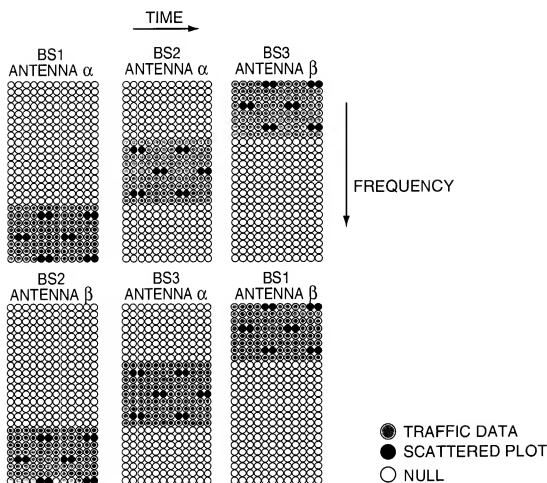 TIME
BS1
ANTENNA α
BS2
ANTENNA α
BS3
ANTENNA β
FREQUENCY
BS2
ANTENNA β
BS3
ANTENNA α
BS1
ANTENNA β
TRAFFIC DATA
SCATTERED PLOT
NULL